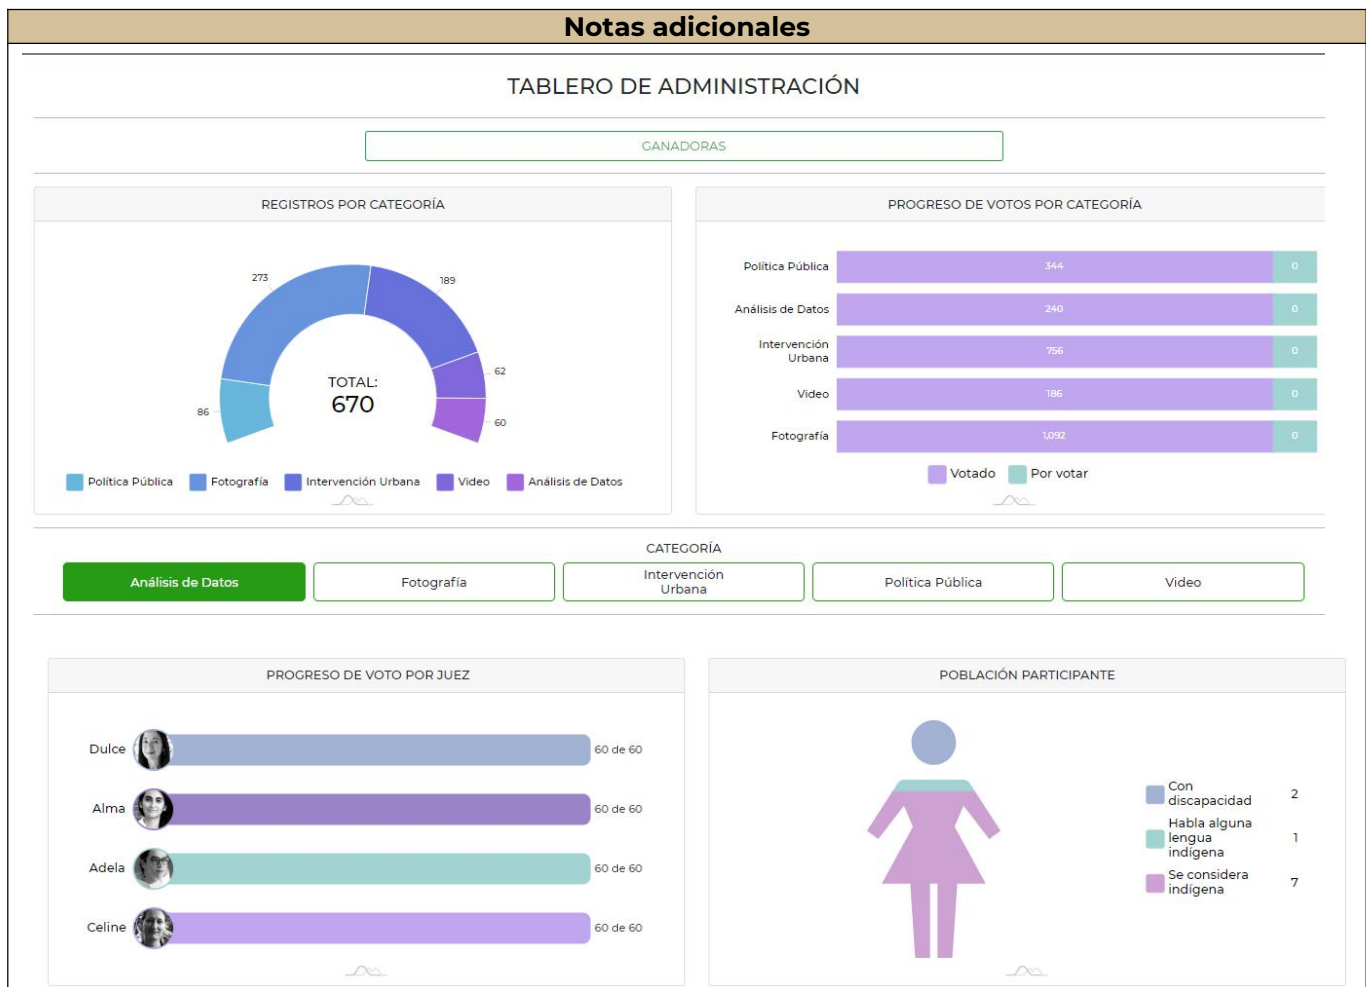 Notas adicionales
TABLERO DE ADMINISTRACIÓN
GANADORAS
REGISTROS POR CATEGORÍA
273
189
62
86
60
TOTAL:
670
Política Pública
Fotografía
Intervención Urbana
Video
Análisis de Datos
PROGRESO DE VOTOS POR CATEGORÍA
Política Pública 344 0
Análisis de Datos 240 0
Intervención
Urbana 756 0
Video 186 0
Fotografía 1,092 0
Votado Por votar
CATEGORÍA
Análisis de Datos
Fotografía
Intervención
Urbana
Política Pública
Video
PROGRESO DE VOTO POR JUEZ
Dulce 60 de 60
Alma 60 de 60
Adela 60 de 60
Celine 60 de 60
POBLACIÓN PARTICIPANTE
Con
discapacidad 2
Habla alguna
lengua 1
indígena
Se considera
indígena 7